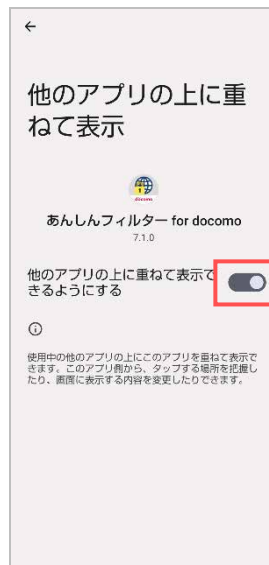 他のアプリの上に重
ねて表示
docomo
あんしんフィルター for docomo
7.1.0
他のアプリの上に重ねて表示で
きるようにする
使用中の他のアプリの上にこのアプリを重ねて表示で
きます。このアプリ側から、タップする場所を把握し
たり、画面に表示する内容を変更したりできます。